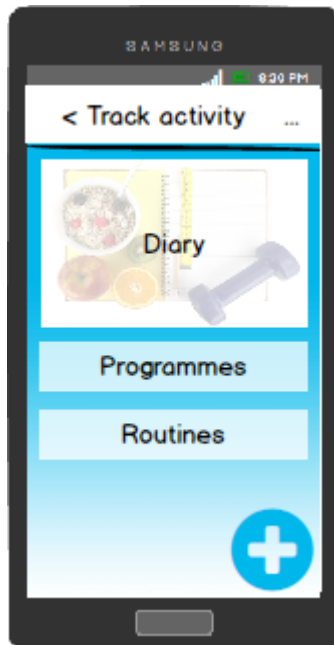 SAMSUNG
8:30 PM
< Track activity ...
Diary
Programmes
Routines